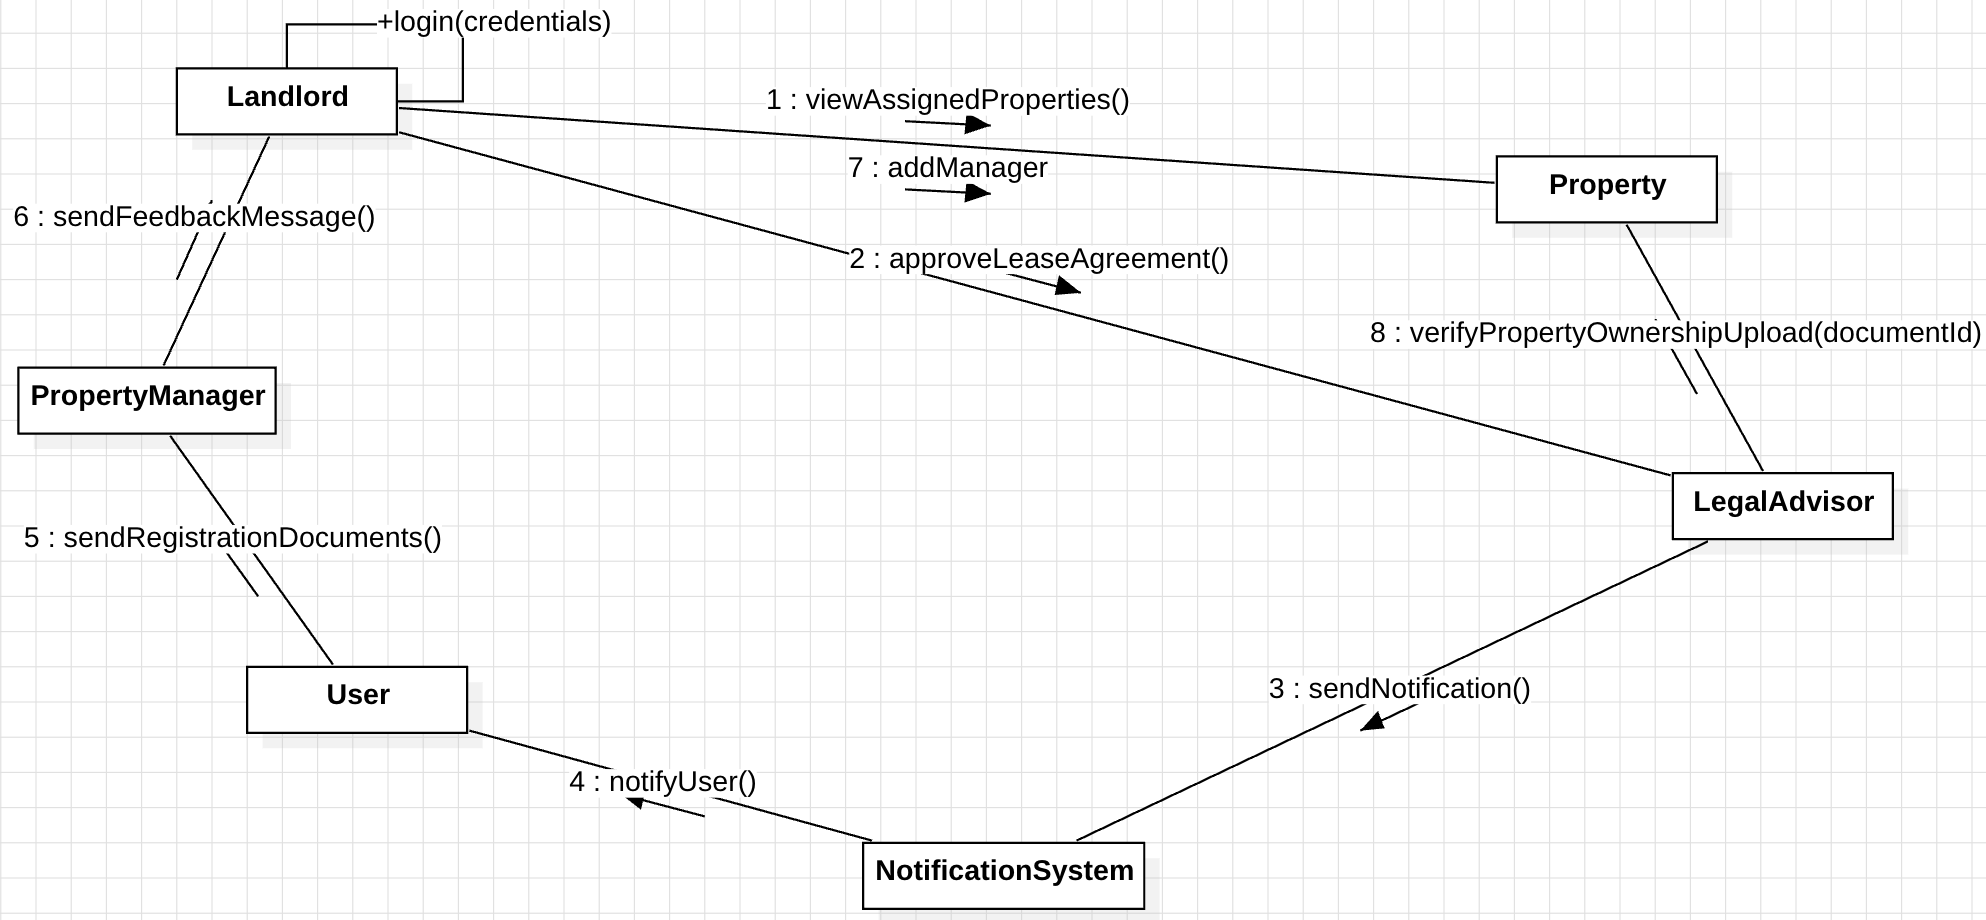 +login(credentials)
Landlord
1 : viewAssignedProperties()
7 : addManager
Property
6 : sendFeedbackMessage()
2 : approveLeaseAgreement()
8 : verifyPropertyOwnershipUpload(documentId)
PropertyManager
LegalAdvisor
5 : sendRegistrationDocuments()
User
3 : sendNotification()
4 : notifyUser()
NotificationSystem